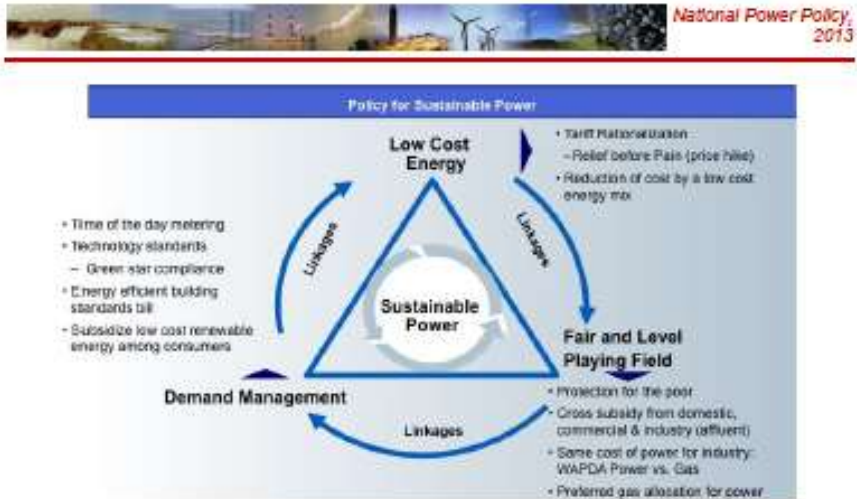 National Power Policy,
2013
Policy for Sustainable Power
Low Cost
Energy
• Tariff Rationalization
– Relief before Pain (price hike)
• Reduction of cost by a low cost
energy mix
• Time of the day metering
• Technology standards
– Green star compliance
• Energy efficient building
standards bill
• Subsidize low cost renewable
energy among consumers
Linkages
Linkages
Sustainable
Power
Fair and Level
Playing Field
Demand Management
Linkages
• Protection for the poor
• Cross subsidy from domestic,
commercial & industry (affluent)
• Same cost of power for industry:
WAPDA Power vs. Gas
• Preferred gas allocation for power